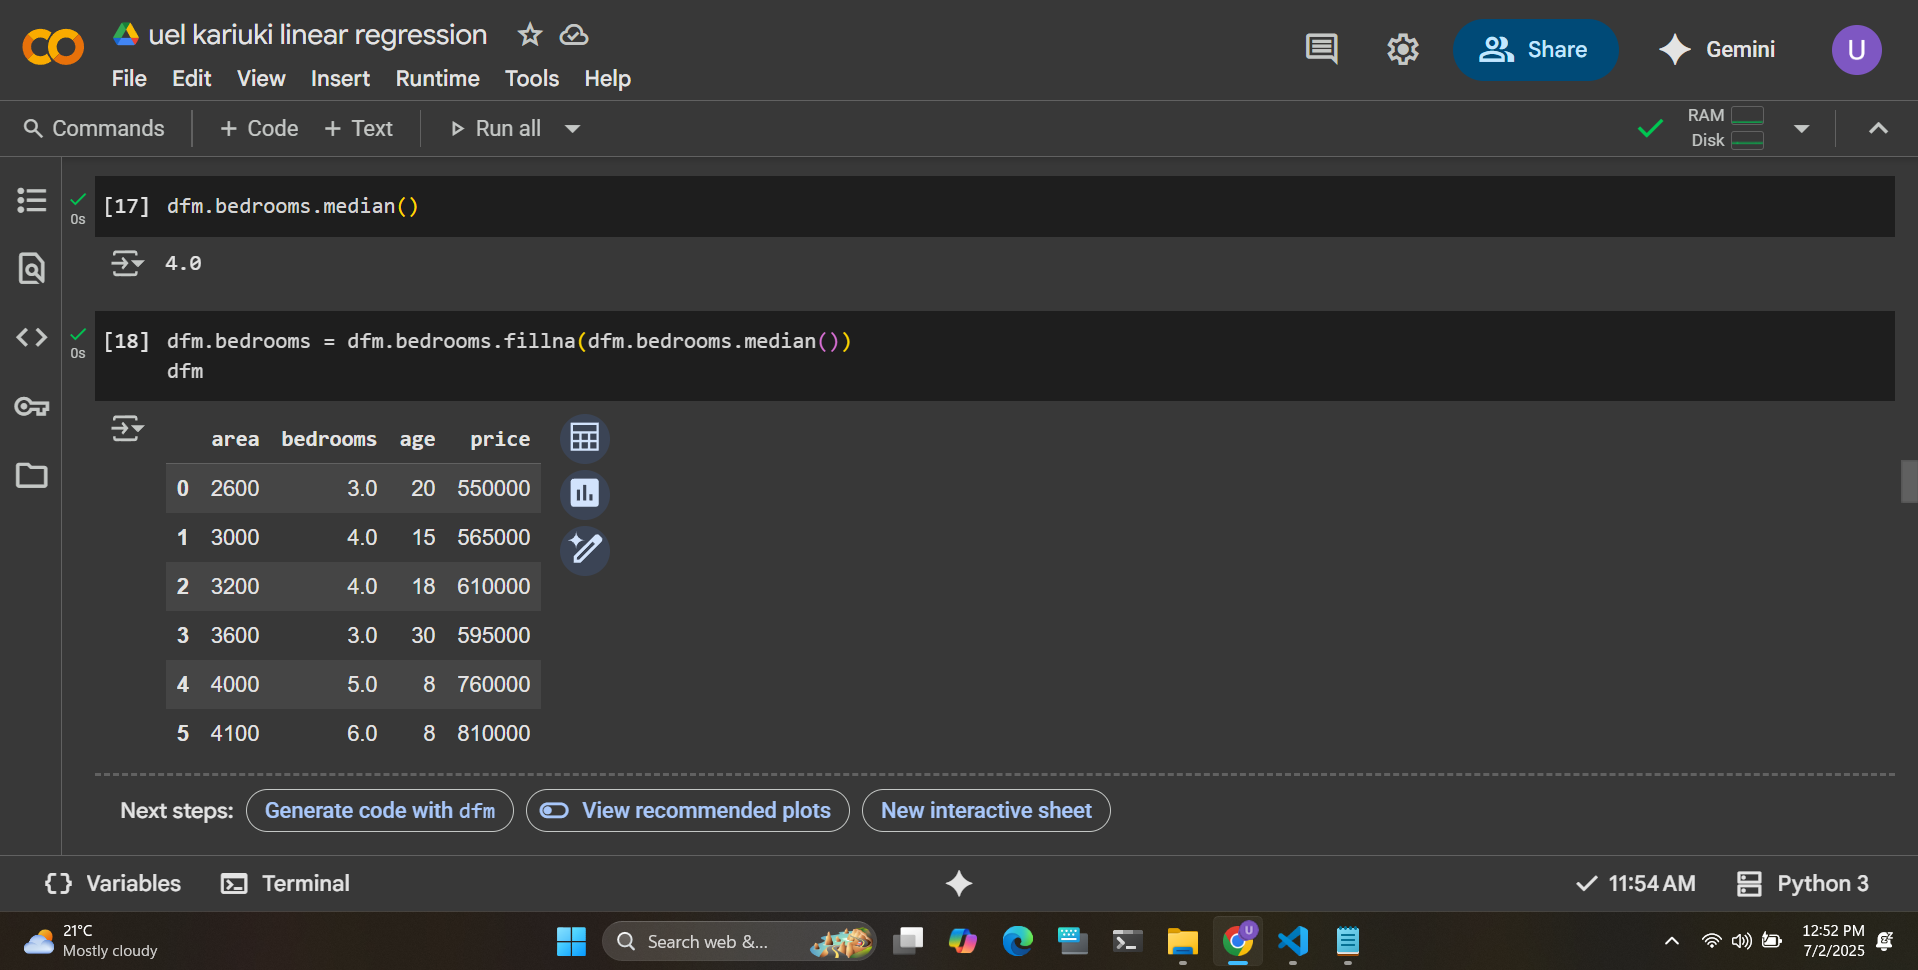 uel kariuki linear regression
File Edit View Insert Runtime Tools Help
Share
Gemini
U
Commands
+ Code + Text
Run all
RAM
Disk
0s
[17] dfm.bedrooms.median()
4.0
0s
[18] dfm.bedrooms = dfm.bedrooms.fillna(dfm.bedrooms.median())
dfm
area bedrooms age price
0 2600 3.0 20 550000
1 3000 4.0 15 565000
2 3200 4.0 18 610000
3 3600 3.0 30 595000
4 4000 5.0 8 760000
5 4100 6.0 8 810000
Next steps: Generate code with dfm View recommended plots New interactive sheet
{} Variables Terminal
11:54 AM Python 3
21°C
Mostly cloudy
Search web &...
U
12:52 PM
7/2/2025